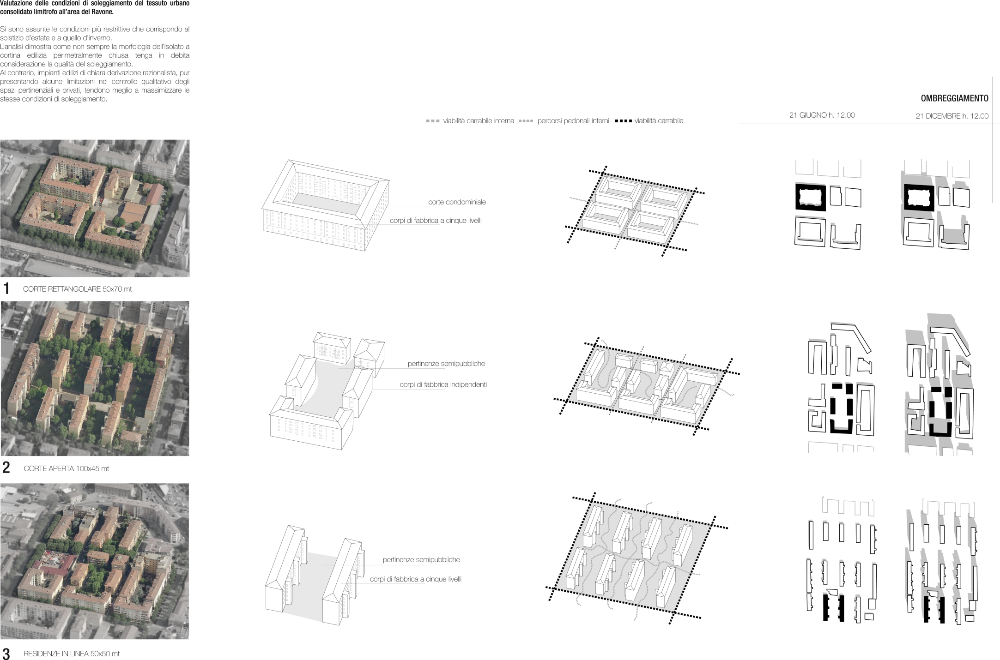 Valutazione delle condizioni di soleggiamento del tessuto urbano
consolidato limitrofo all'area del Ravone.
Si sono assunte le condizioni più restrittive che corrispondo al
solstizio d'estate e a quello d'inverno.
L'analisi dimostra come non sempre la morfologia dell'isolato a
cortina edilizia perimetralmente chiusa tenga in debita
considerazione la qualità del soleggiamento.
Al contrario, impianti edilizi di chiara derivazione razionalista, pur
presentando alcune limitazioni nel controllo qualitativo degli
spazi pertinenziali e privati, tendono meglio a massimizzare le
stesse condizioni di soleggiamento.
OMBREGGIAMENTO
21 GIUGNO h. 12.00
21 DICEMBRE h. 12.00
viabilità carrabile interna
percorsi pedonali interni
viabilità carrabile
corte condominiale
corpi di fabbrica a cinque livelli
1 CORTE RETTANGOLARE 50x70 mt
pertinenze semipubbliche
corpi di fabbrica indipendenti
2 CORTE APERTA 100x45 mt
pertinenze semipubbliche
corpi di fabbrica a cinque livelli
3 RESIDENZE IN LINEA 50x50 mt